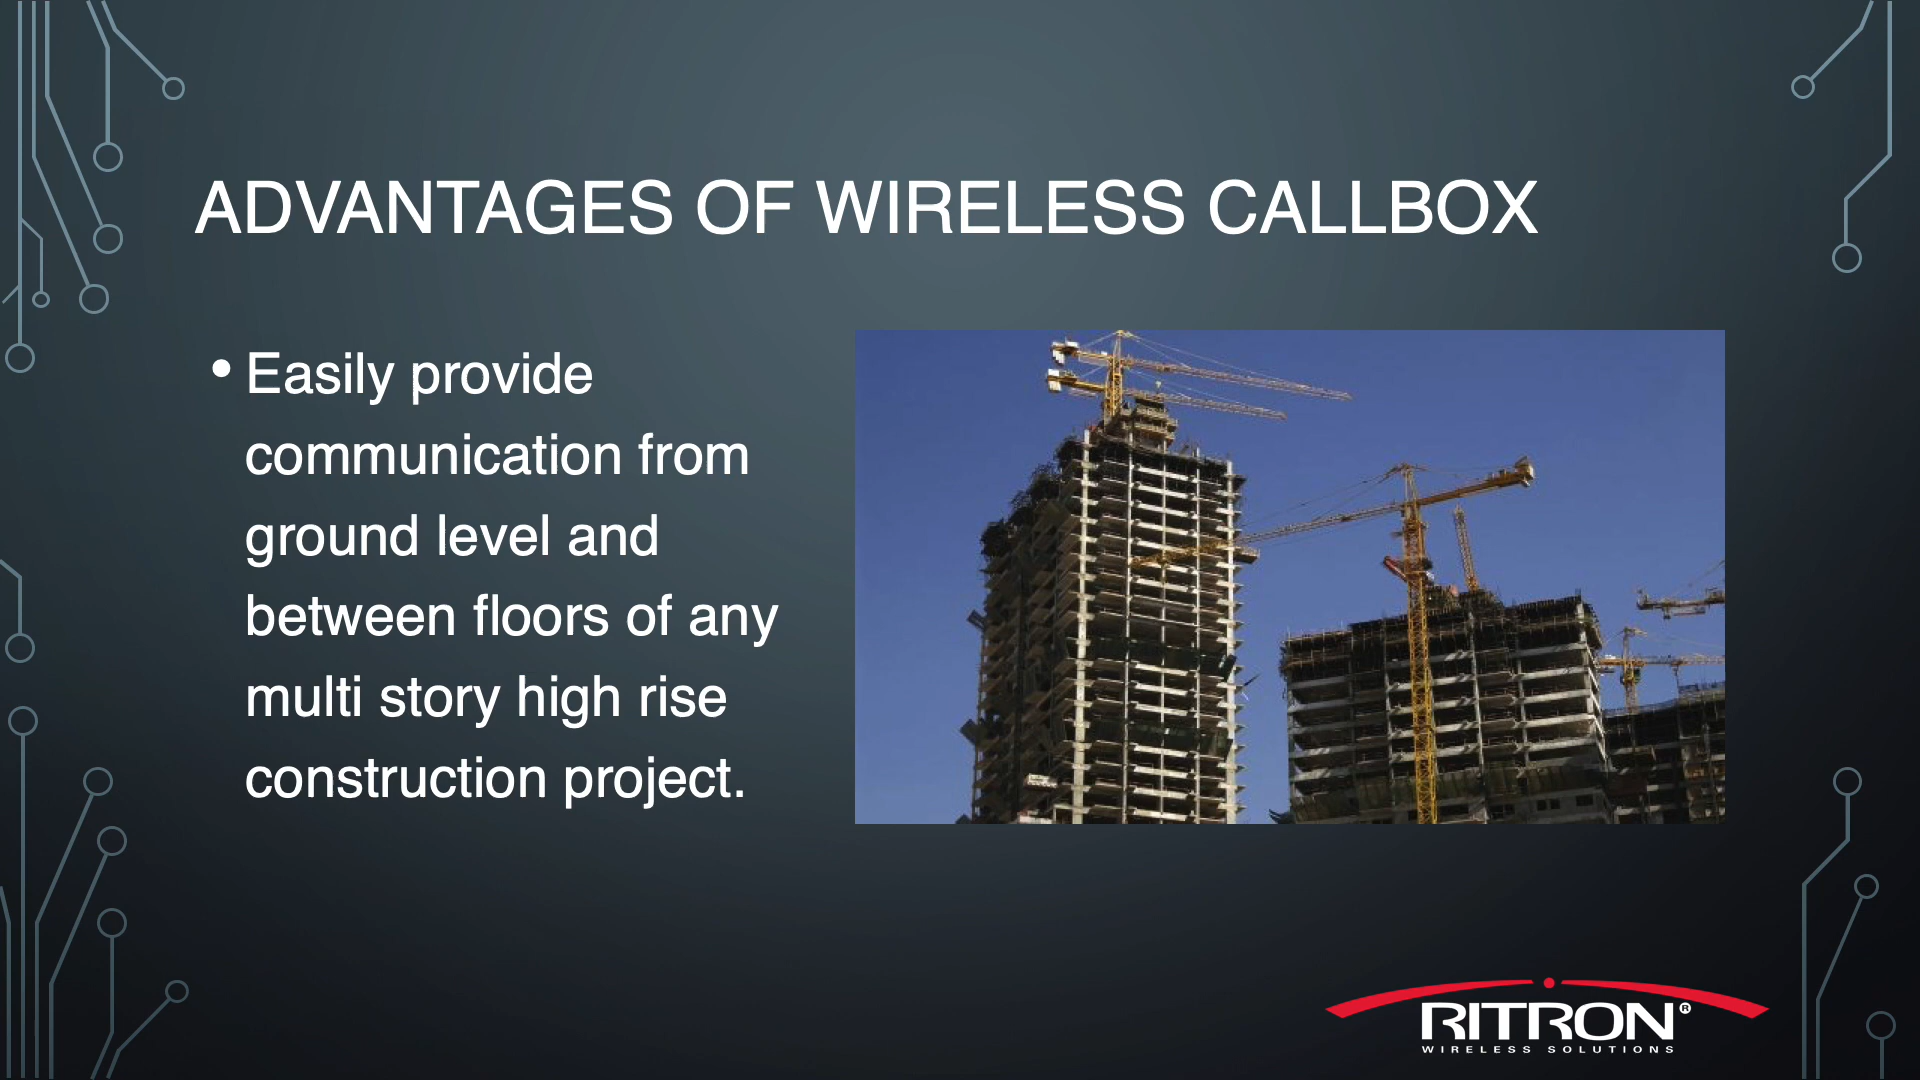 ADVANTAGES OF WIRELESS CALLBOX
• Easily provide
communication from
ground level and
between floors of any
multi story high rise
construction project.
RITRON®
WIRELESS SOLUTIONS